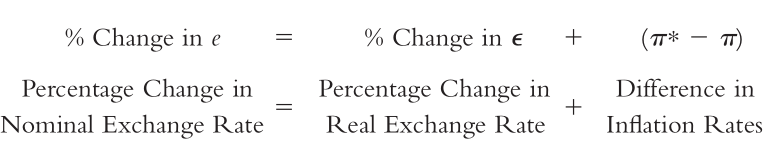 % Change in e = % Change in ϵ + (π* − π)
Percentage Change in Nominal Exchange Rate = Percentage Change in Real Exchange Rate + Difference in Inflation Rates